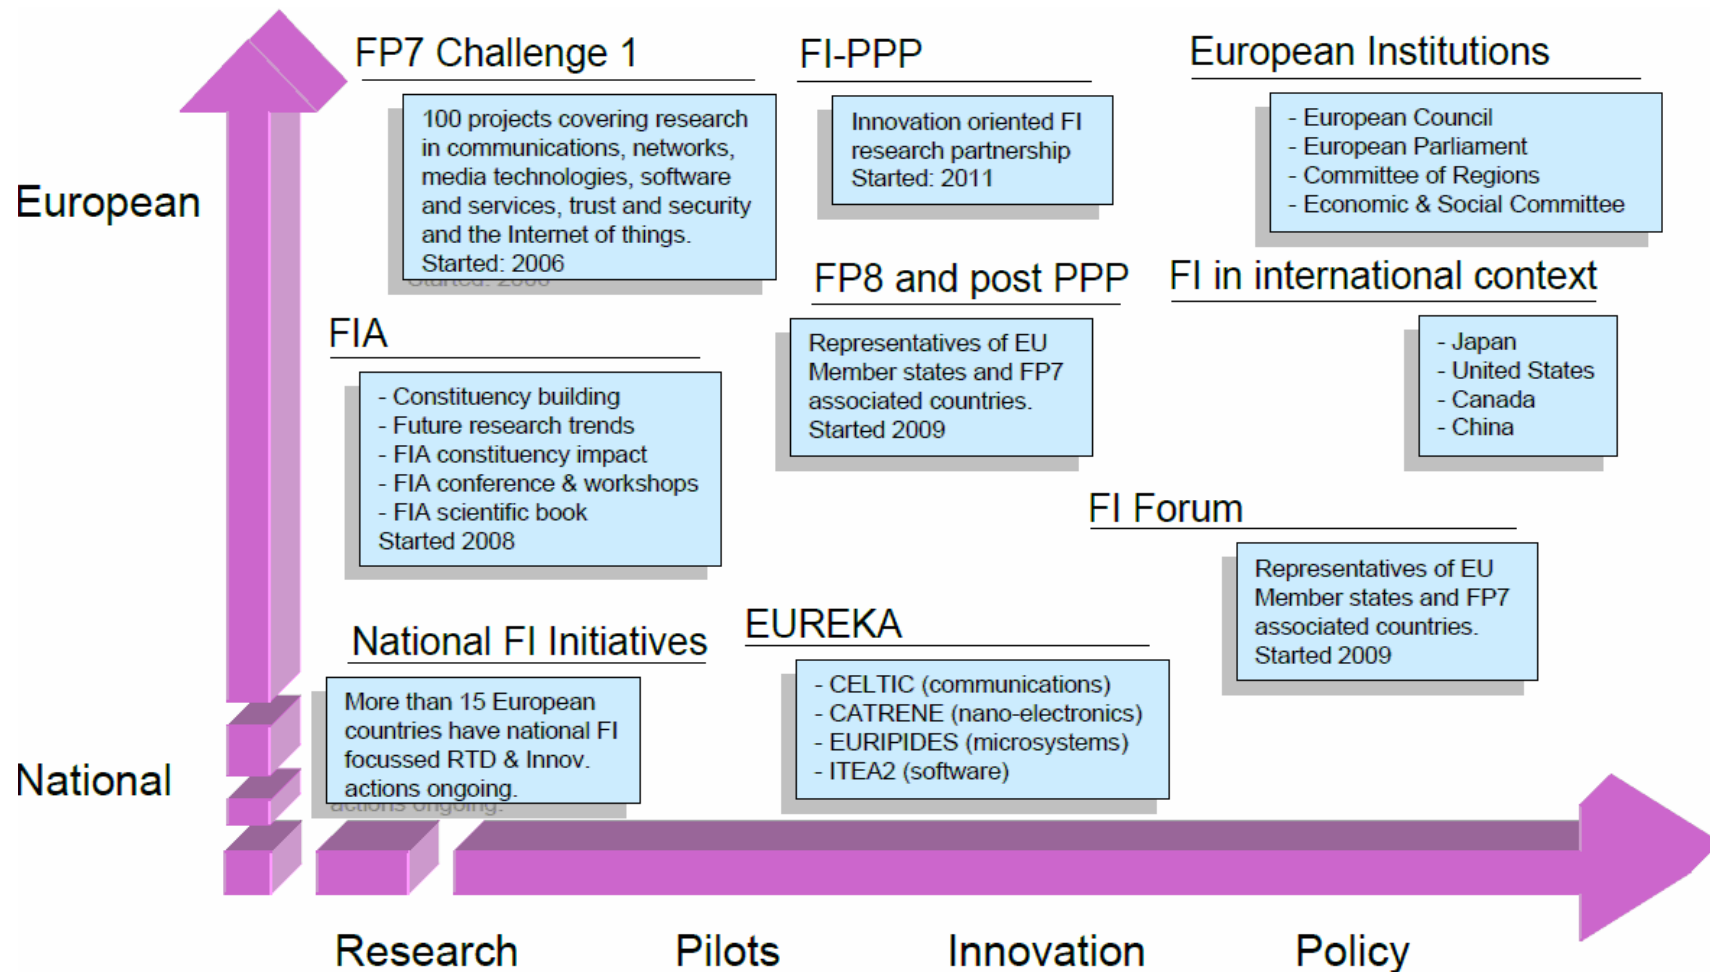 FP7 Challenge 1
100 projects covering research
in communications, networks,
media technologies, software
and services, trust and security
and the Internet of things.
Started: 2006
Started: 2006
FI-PPP
Innovation oriented FI
research partnership
Started: 2011
European Institutions
- European Council
- European Parliament
- Committee of Regions
- Economic & Social Committee
European
FP8 and post PPP
Representatives of EU
Member states and FP7
associated countries.
Started 2009
FI in international context
- Japan
- United States
- Canada
- China
FIA
- Constituency building
- Future research trends
- FIA constituency impact
- FIA conference & workshops
- FIA scientific book
Started 2008
FI Forum
Representatives of EU
Member states and FP7
associated countries.
Started 2009
National FI Initiatives
More than 15 European
countries have national FI
focussed RTD & Innov.
actions ongoing.
actions ongoing.
EUREKA
- CELTIC (communications)
- CATRENE (nano-electronics)
- EURIPIDES (microsystems)
- ITEA2 (software)
National
Research Pilots Innovation Policy